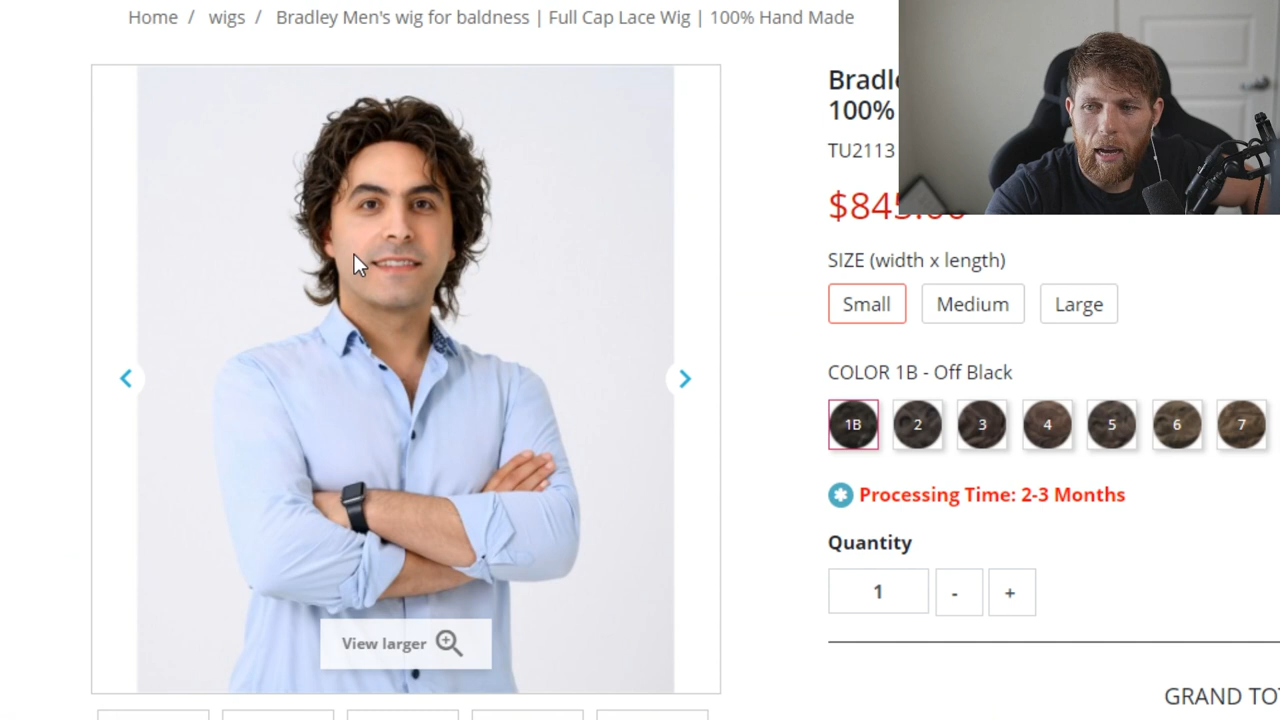 Home / wigs / Bradley Men's wig for baldness | Full Cap Lace Wig | 100% Hand Made
100%
TU2113
SIZE (width x length)
Small Medium Large
COLOR 1B - Off Black
1B 2 3 4 5 6 7
Processing Time: 2-3 Months
Quantity
1 - +
View larger
GRAND